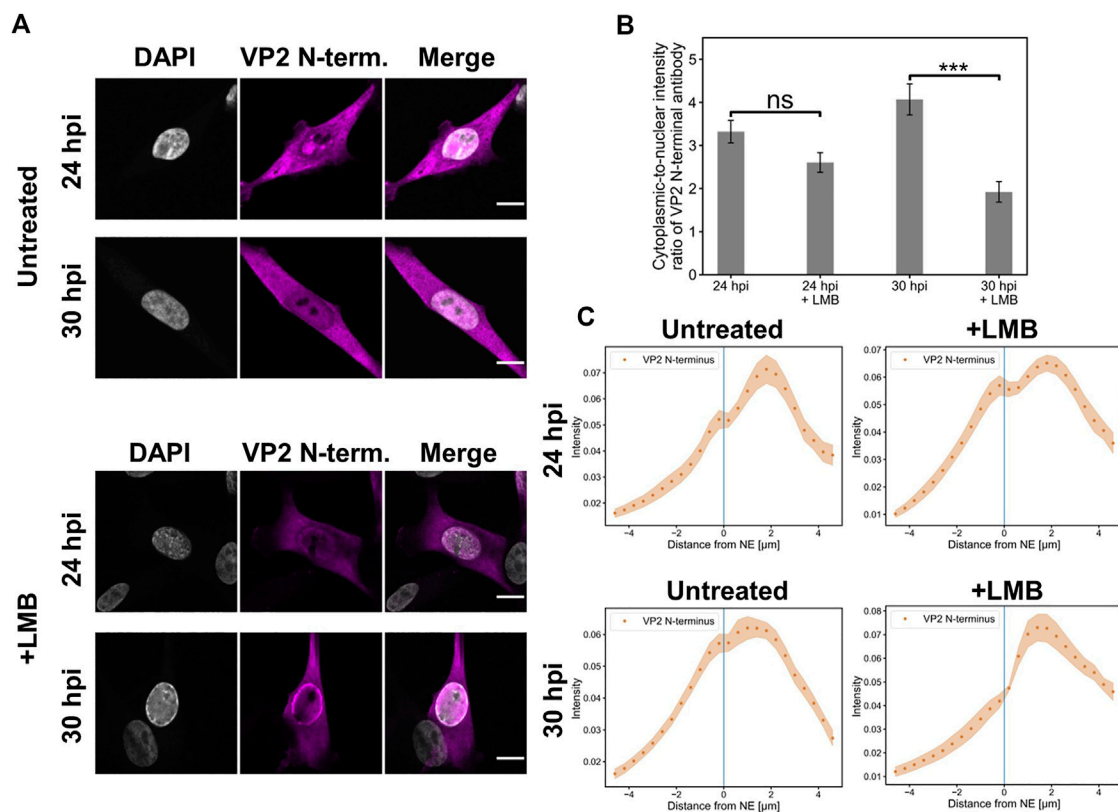 A
DAPI VP2 N-term. Merge
Untreated
24 hpi
30 hpi
DAPI VP2 N-term. Merge
+LMB
24 hpi
30 hpi
B
Cytoplasmic-to-nuclear intensity
ratio of VP2 N-terminal antibody
5
4
3
2
1
0
ns
***
24 hpi
24 hpi
+ LMB
30 hpi
30 hpi
+ LMB
C
Untreated +LMB
24 hpi
VP2 N-terminus
Intensity
0.07
0.06
0.05
0.04
0.03
0.02
−4 −2 0 2 4
Distance from NE [μm]
VP2 N-terminus
Intensity
0.07
0.06
0.05
0.04
0.03
0.02
0.01
−4 −2 0 2 4
Distance from NE [μm]
Untreated +LMB
30 hpi
VP2 N-terminus
Intensity
0.06
0.05
0.04
0.03
0.02
−4 −2 0 2 4
Distance from NE [μm]
VP2 N-terminus
Intensity
0.08
0.07
0.06
0.05
0.04
0.03
0.02
0.01
−4 −2 0 2 4
Distance from NE [μm]